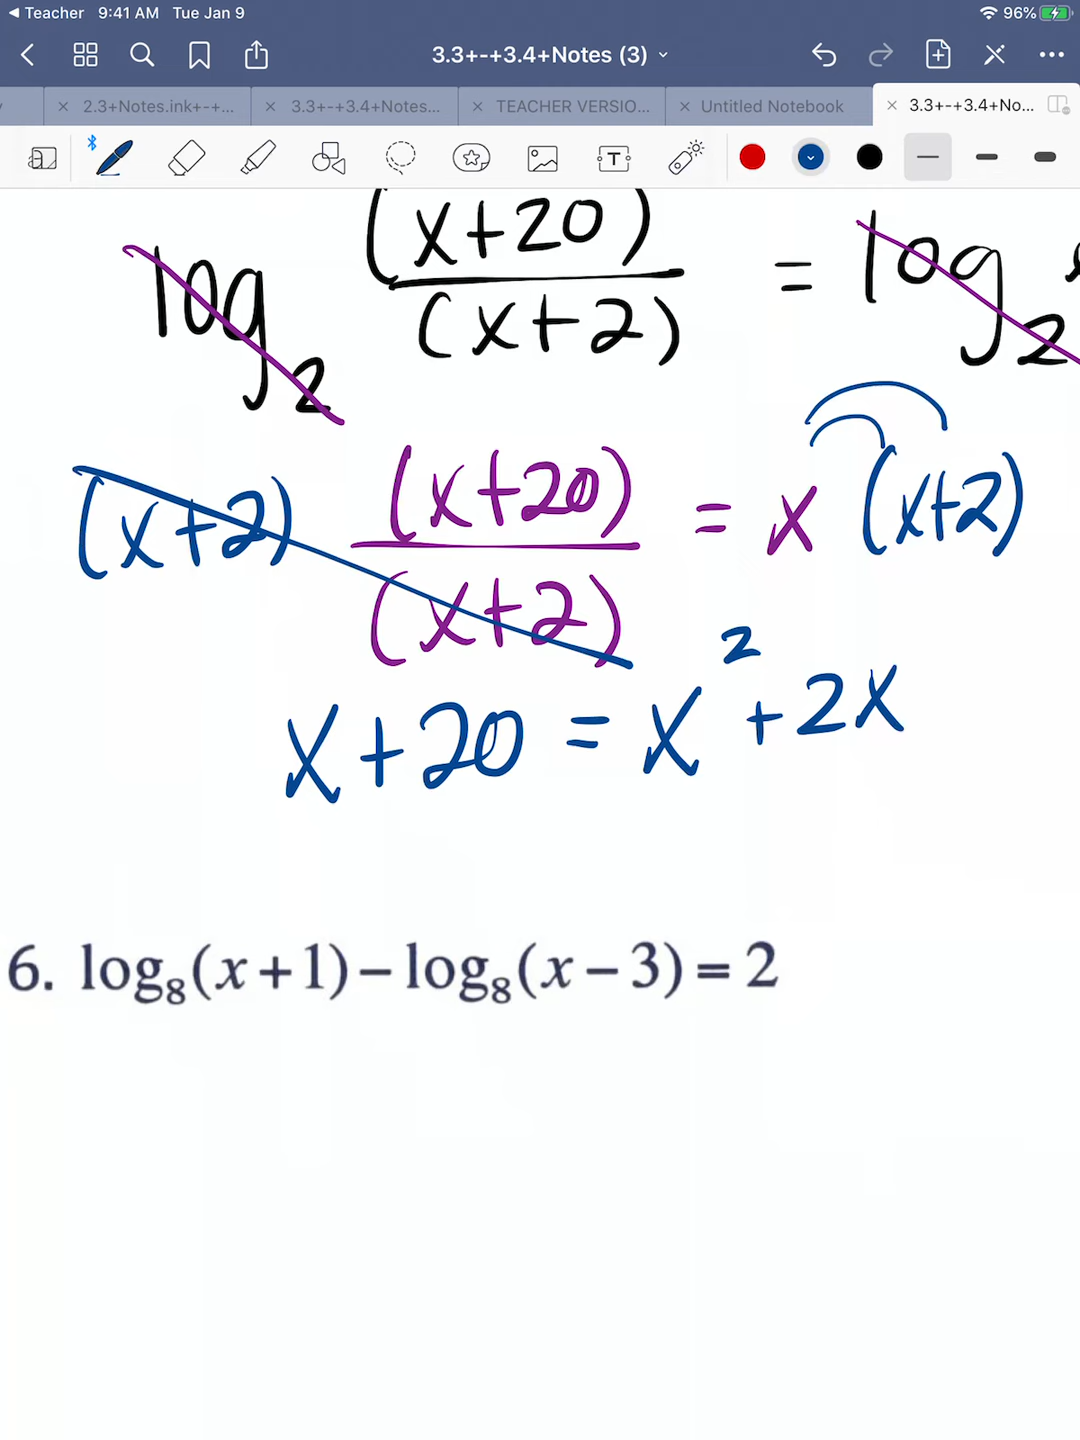 Teacher 9:41 AM Tue Jan 9 96%
3.3+-+3.4+Notes (3)
2.3+Notes.ink+-+... 3.3+-+3.4+Notes... TEACHER VERSIO... Untitled Notebook 3.3+-+3.4+No...
T
log₂ (x+20)/(x+2) = log₂
(x+2) (x+20)/(x+2) = x (x+2)
x+20 = x² + 2x
6. log₈(x+1) − log₈(x−3) = 2